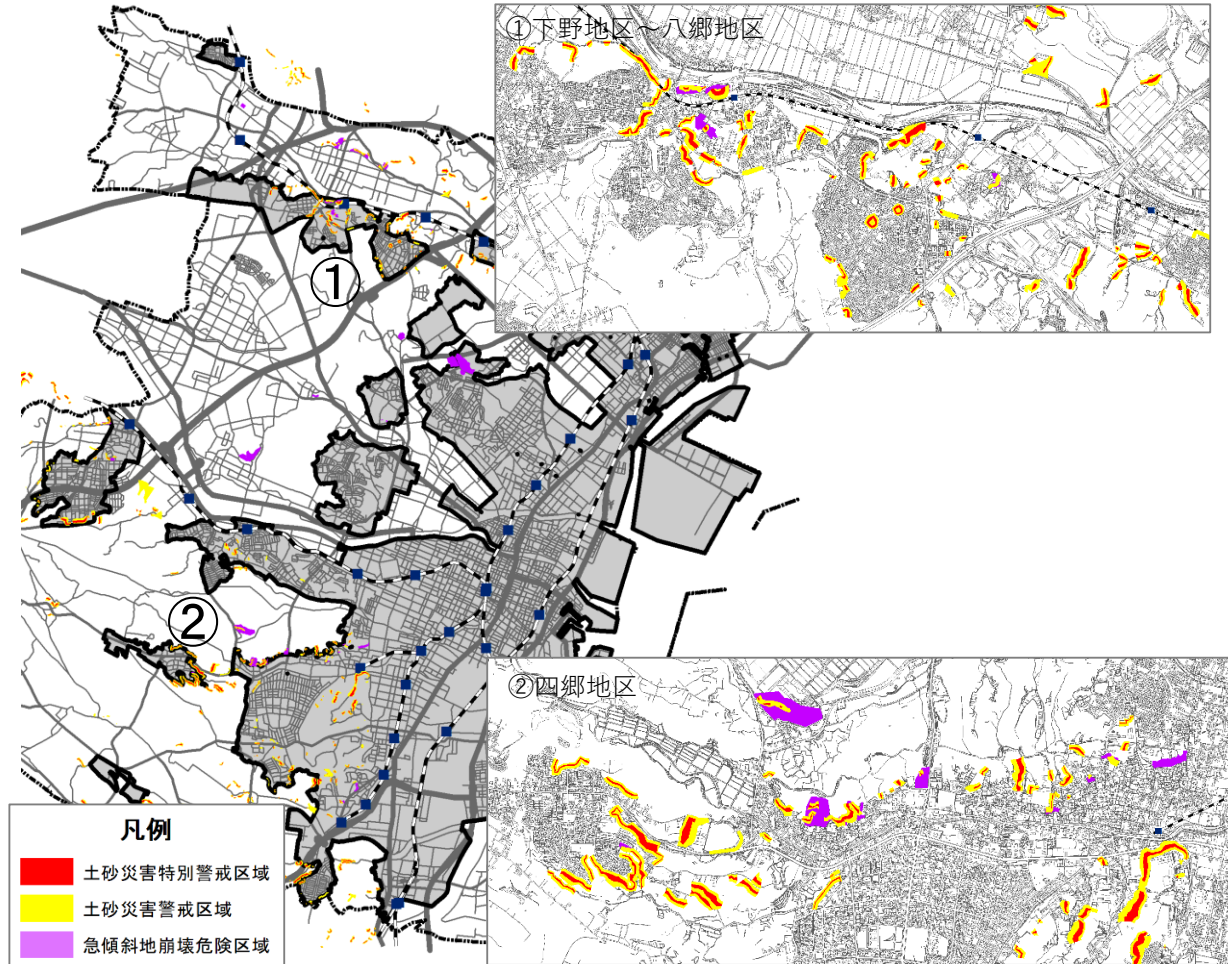 ①下野地区～八郷地区
①
②
②四郷地区
凡例
土砂災害特別警戒区域
土砂災害警戒区域
急傾斜地崩壊危険区域